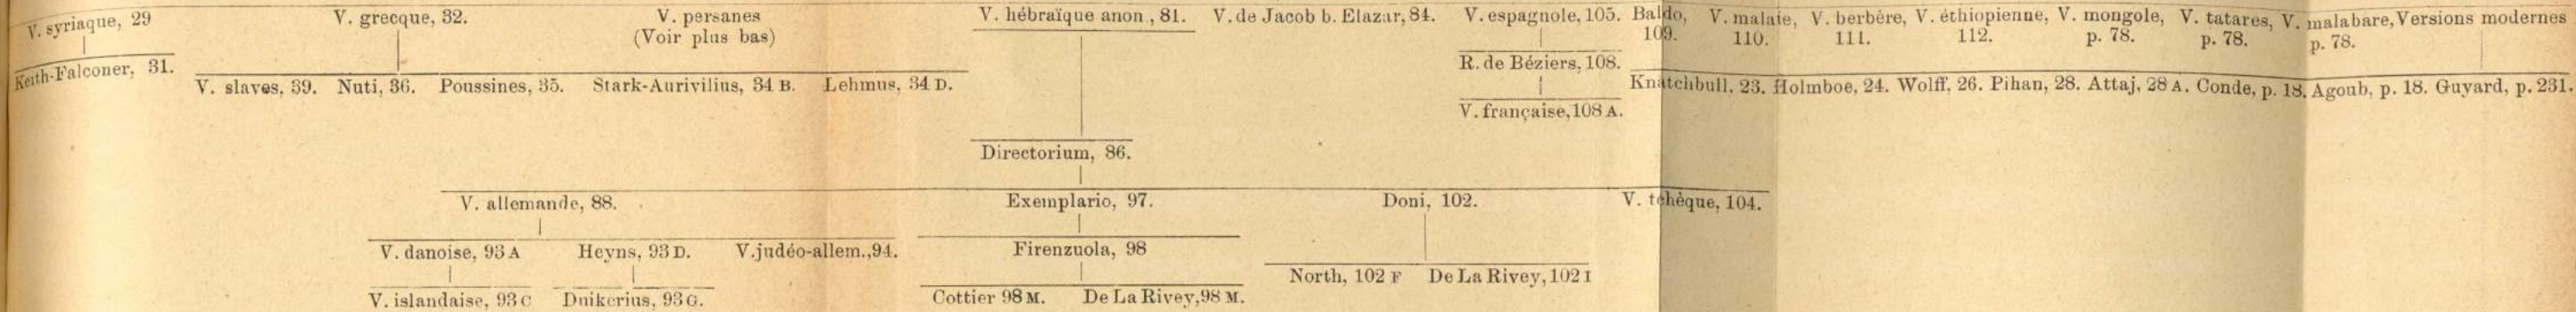 V. syriaque, 29
V. grecque, 32.
V. persanes
(Voir plus bas)
V. hébraïque anon., 81.
V. de Jacob b. Elazar, 84.
V. espagnole, 105.
Baldo,
109.
V. malaie,
110.
V. berbère,
111.
V. éthiopienne,
112.
V. mongole,
p. 78.
V. tatares,
p. 78.
V. malabare,
p. 78.
Versions modernes
Keith-Falconer, 31.
V. slaves, 39. Nuti, 36. Poussines, 35. Stark-Aurivilius, 34 B. Lehmus, 34 D.
R. de Béziers, 108.
V. française, 108 A.
Knatchbull, 23. Holmboe, 24. Wolff, 26. Pihan, 28. Attaj, 28 A. Conde, p. 18. Agoub, p. 18. Guyard, p. 231.
Directorium, 86.
V. allemande, 88. Exemplario, 97. Doni, 102. V. tchèque, 104.
V. danoise, 93 A Heyns, 93 D. V. judéo-allem., 94. Firenzuola, 98
North, 102 F De La Rivey, 102 I
V. islandaise, 93 C Duikerius, 93 G. Cottier 98 M. De La Rivey, 98 M.